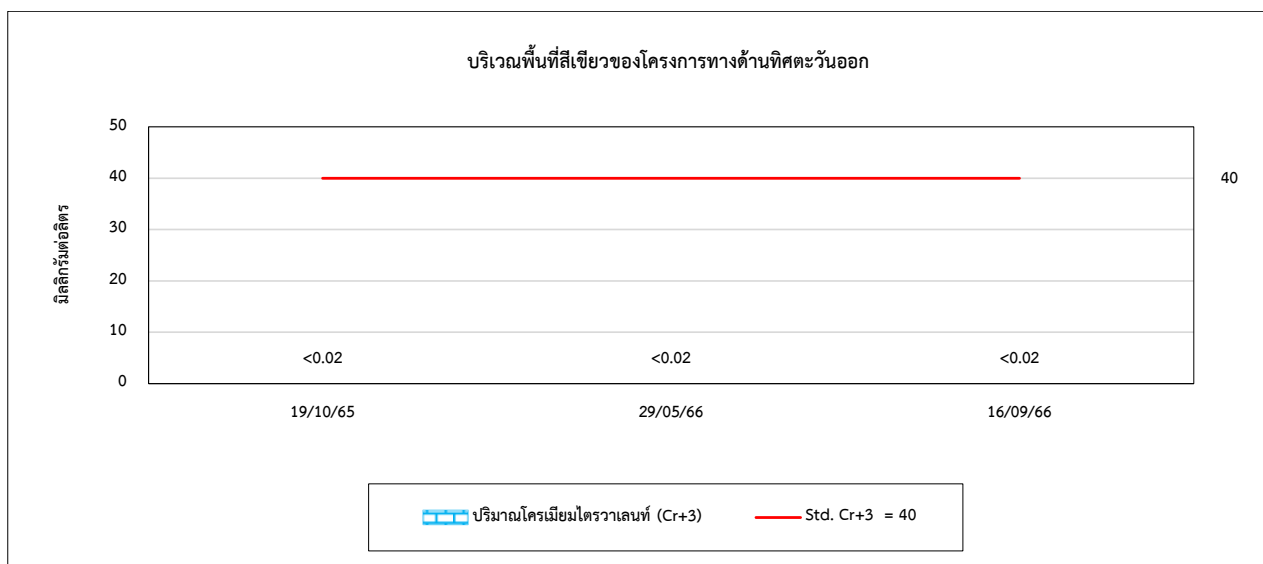 บริเวณพื้นที่สีเขียวของโครงการทางด้านทิศตะวันออก
มิลลิกรัมต่อลิตร
50
40
30
20
10
0
40
<0.02 <0.02 <0.02
19/10/65 29/05/66 16/09/66
ปริมาณโครเมียมไตรวาเลนท์ (Cr+3) Std. Cr+3 = 40